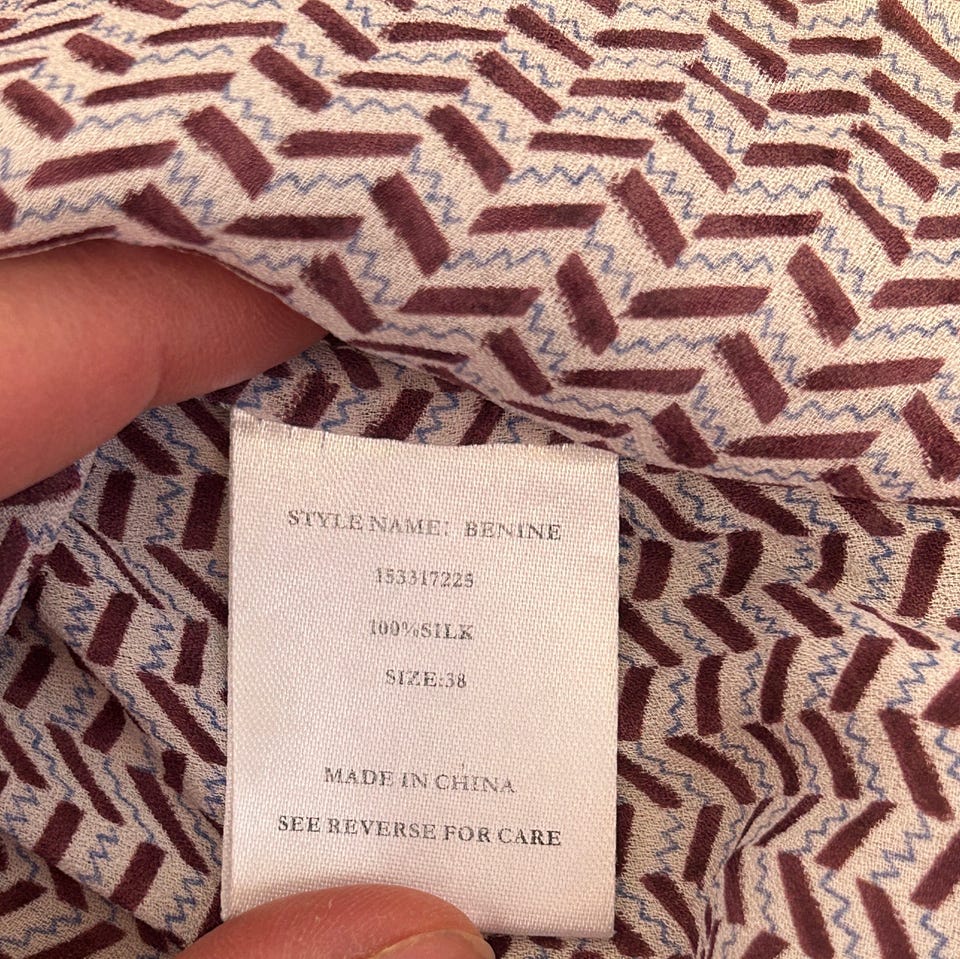 STYLE NAME: BENINE
153317225
100%SILK
SIZE:38
MADE IN CHINA
SEE REVERSE FOR CARE